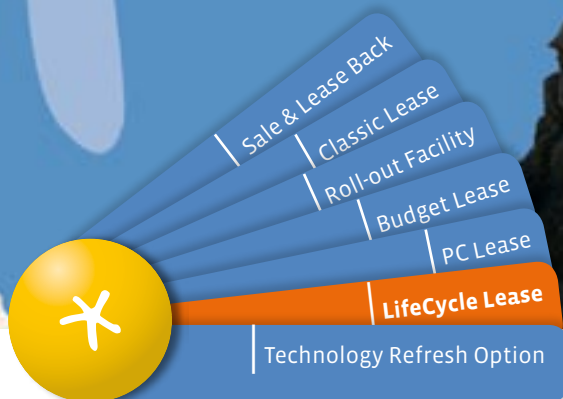 Sale & Lease Back
Classic Lease
Roll-out Facility
Budget Lease
PC Lease
LifeCycle Lease
Technology Refresh Option